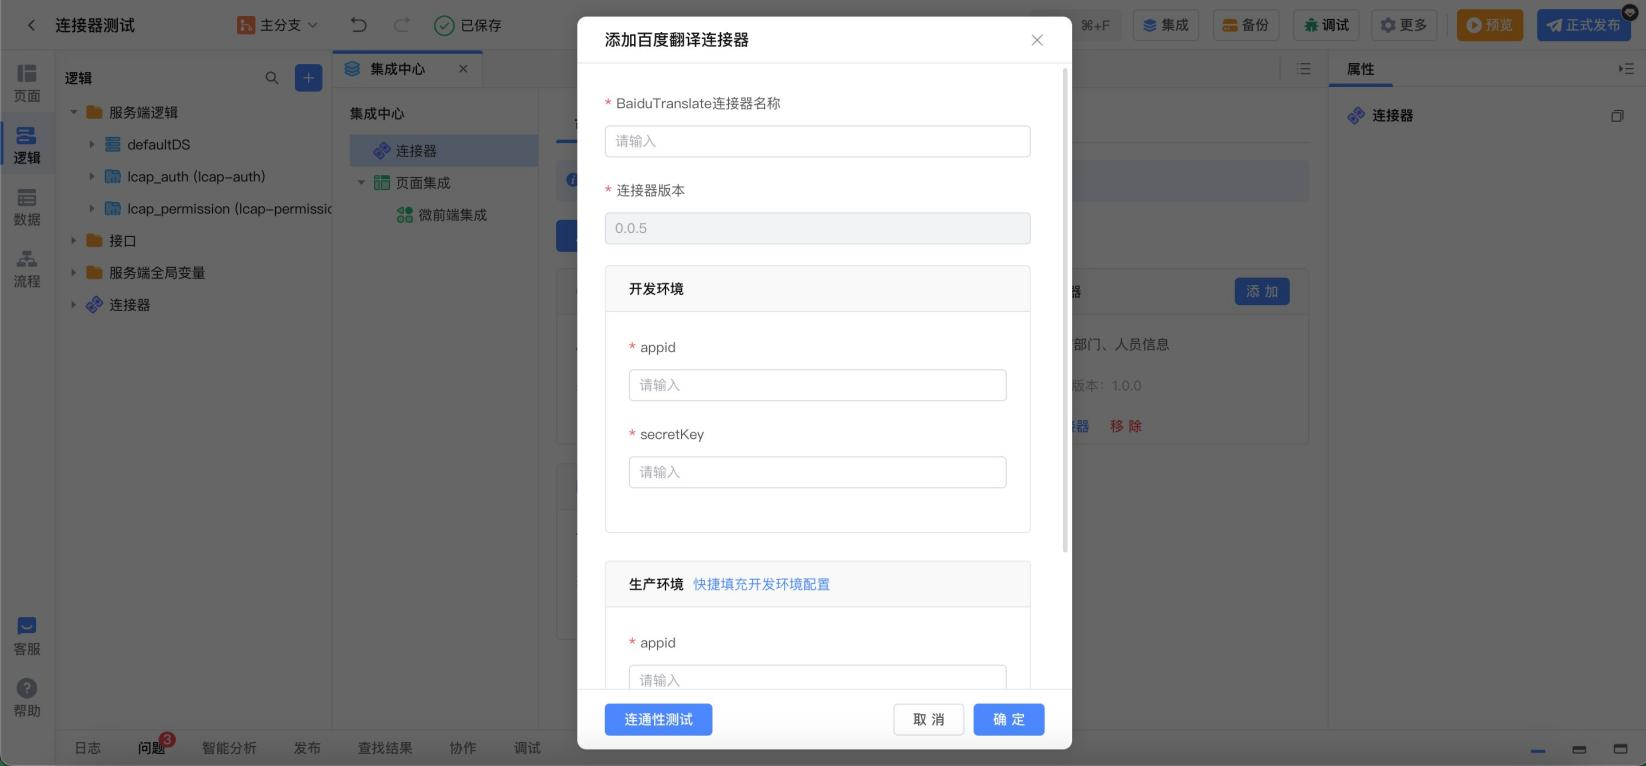 连接器测试
主分支
已保存
⌘+F
集成
备份
调试
更多
预览
正式发布
页面
逻辑
数据
流程
客服
帮助
逻辑
服务端逻辑
defaultDS
lcap_auth (lcap-auth)
lcap_permission (lcap-permissio
接口
服务端全局变量
连接器
集成中心
集成中心
连接器
页面集成
微前端集成
添加百度翻译连接器
* BaiduTranslate连接器名称
请输入
* 连接器版本
0.0.5
开发环境
* appid
请输入
* secretKey
请输入
生产环境 快捷填充开发环境配置
* appid
请输入
连通性测试
取 消
确 定
器
添 加
部门、人员信息
版本：1.0.0
接器
移 除
属性
连接器
日志
问题
3
智能分析
发布
查找结果
协作
调试